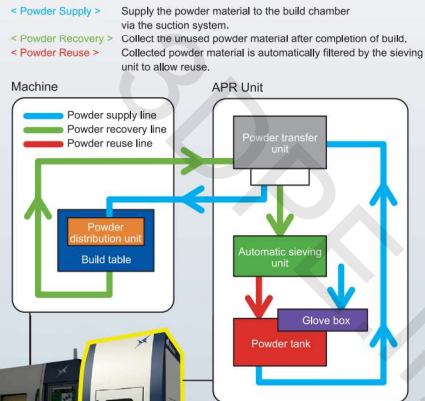 < Powder Supply > Supply the powder material to the build chamber
via the suction system.
< Powder Recovery > Collect the unused powder material after completion of build.
< Powder Reuse > Collected powder material is automatically filtered by the sieving
unit to allow reuse.
Machine
APR Unit
Powder supply line
Powder recovery line
Powder reuse line
Powder transfer
unit
Powder
distribution unit
Build table
Automatic sieving
unit
Glove box
Powder tank